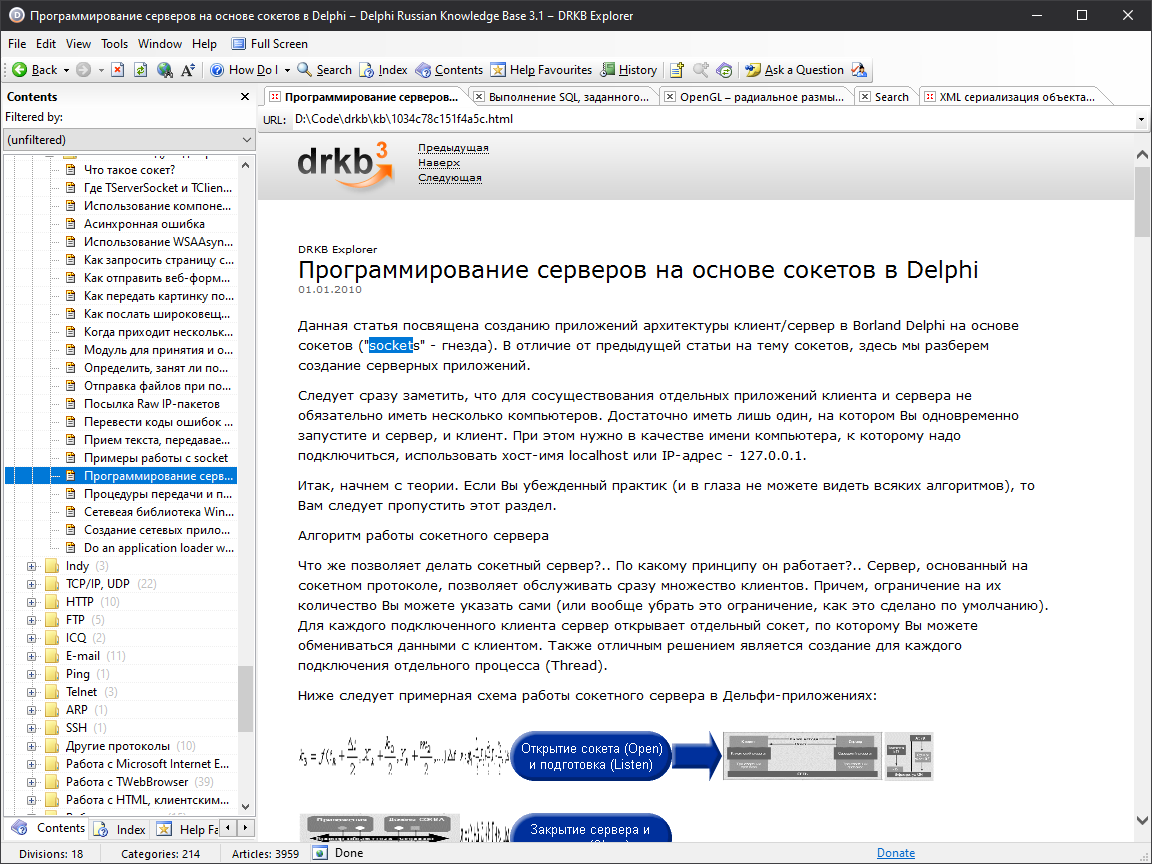 Программирование серверов на основе сокетов в Delphi – Delphi Russian Knowledge Base 3.1 – DRKB Explorer
File Edit View Tools Window Help Full Screen
Back How Do I Search Index Contents Help Favourites History Ask a Question
Contents
Filtered by:
(unfiltered)
Что такое сокет?
Где TServerSocket и TClien...
Использование компоне...
Асинхронная ошибка
Использование WSAAsyn...
Как запросить страницу с...
Как отправить веб-форм...
Как передать картинку по...
Как послать широковещ...
Когда приходит нескольк...
Модуль для принятия и о...
Определить, занят ли по...
Отправка файлов при по...
Посылка Raw IP-пакетов
Перевести коды ошибок ...
Прием текста, передавае...
Примеры работы с socket
Программирование серв...
Процедуры передачи и п...
Сетевеая библиотека Win...
Создание сетевых прило...
Do an application loader w...
Indy (3)
TCP/IP, UDP (22)
HTTP (10)
FTP (5)
ICQ (2)
E-mail (11)
Ping (1)
Telnet (3)
ARP (1)
SSH (1)
Другие протоколы (10)
Работа с Microsoft Internet E...
Работа с TWebBrowser (39)
Работа с HTML, клиентским...
Contents Index Help Fa
Программирование серверов... Выполнение SQL, заданного... OpenGL – радиальное размы... Search XML сериализация объекта...
URL: D:\Code\drkb\kb\1034c78c151f4a5c.html
drkb3
Предыдущая
Наверх
Следующая
DRKB Explorer
Программирование серверов на основе сокетов в Delphi
01.01.2010
Данная статья посвящена созданию приложений архитектуры клиент/сервер в Borland Delphi на основе
сокетов ("sockets" - гнезда). В отличие от предыдущей статьи на тему сокетов, здесь мы разберем
создание серверных приложений.
Следует сразу заметить, что для сосуществования отдельных приложений клиента и сервера не
обязательно иметь несколько компьютеров. Достаточно иметь лишь один, на котором Вы одновременно
запустите и сервер, и клиент. При этом нужно в качестве имени компьютера, к которому надо
подключиться, использовать хост-имя localhost или IP-адрес - 127.0.0.1.
Итак, начнем с теории. Если Вы убежденный практик (и в глаза не можете видеть всяких алгоритмов), то
Вам следует пропустить этот раздел.
Алгоритм работы сокетного сервера
Что же позволяет делать сокетный сервер?.. По какому принципу он работает?.. Сервер, основанный на
сокетном протоколе, позволяет обслуживать сразу множество клиентов. Причем, ограничение на их
количество Вы можете указать сами (или вообще убрать это ограничение, как это сделано по умолчанию).
Для каждого подключенного клиента сервер открывает отдельный сокет, по которому Вы можете
обмениваться данными с клиентом. Также отличным решением является создание для каждого
подключения отдельного процесса (Thread).
Ниже следует примерная схема работы сокетного сервера в Дельфи-приложениях:
Открытие сокета (Open)
и подготовка (Listen)
Закрытие сервера и
Divisions: 18 Categories: 214 Articles: 3959 Done Donate